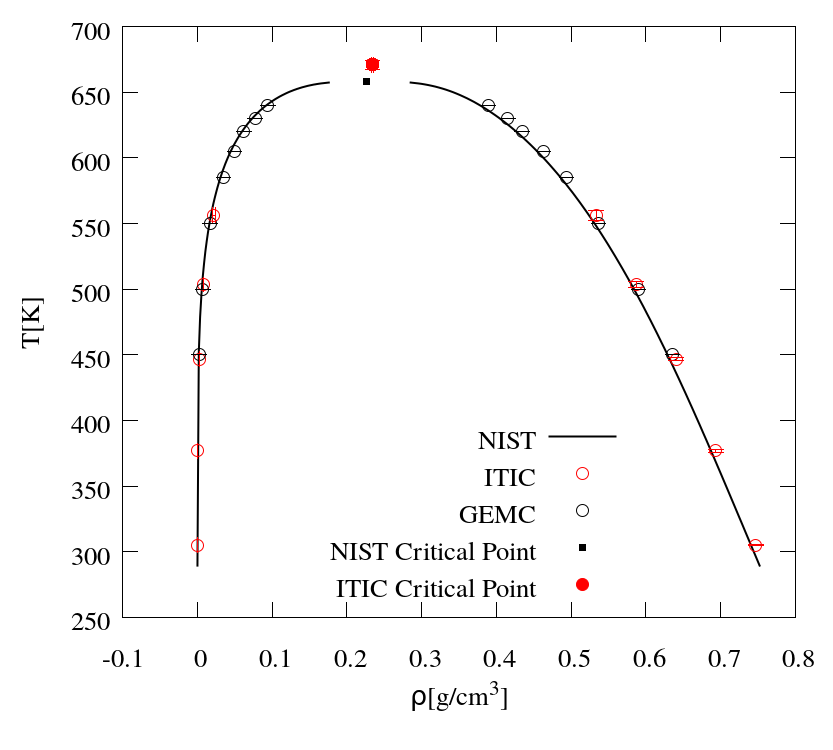 700
650
600
550
500
450
400
350
300
250
T[K]
NIST
ITIC
GEMC
NIST Critical Point
ITIC Critical Point
-0.1 0 0.1 0.2 0.3 0.4 0.5 0.6 0.7 0.8
ρ[g/cm³]